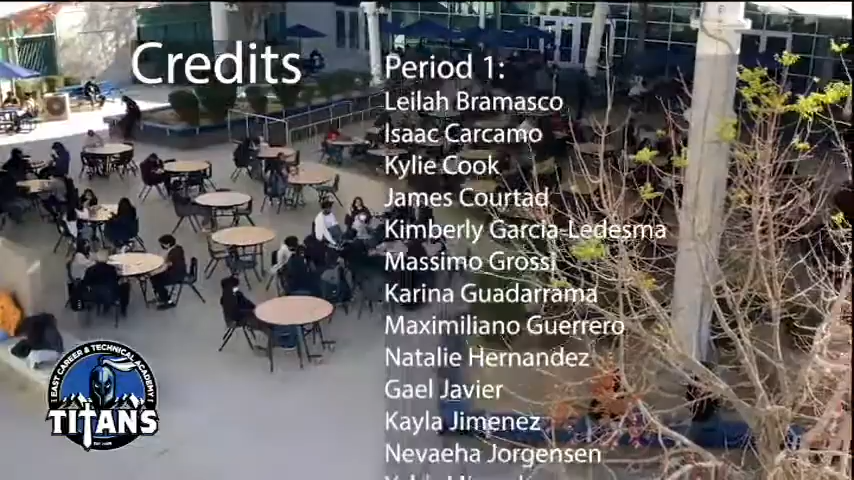 Credits
Period 1:
Leilah Bramasco
Isaac Carcamo
Kylie Cook
James Courtad
Kimberly Garcia-Ledesma
Massimo Grossi
Karina Guadarrama
Maximiliano Guerrero
Natalie Hernandez
Gael Javier
Kayla Jimenez
Nevaeha Jorgensen
EAST CAREER & TECHNICAL ACADEMY
TITANS